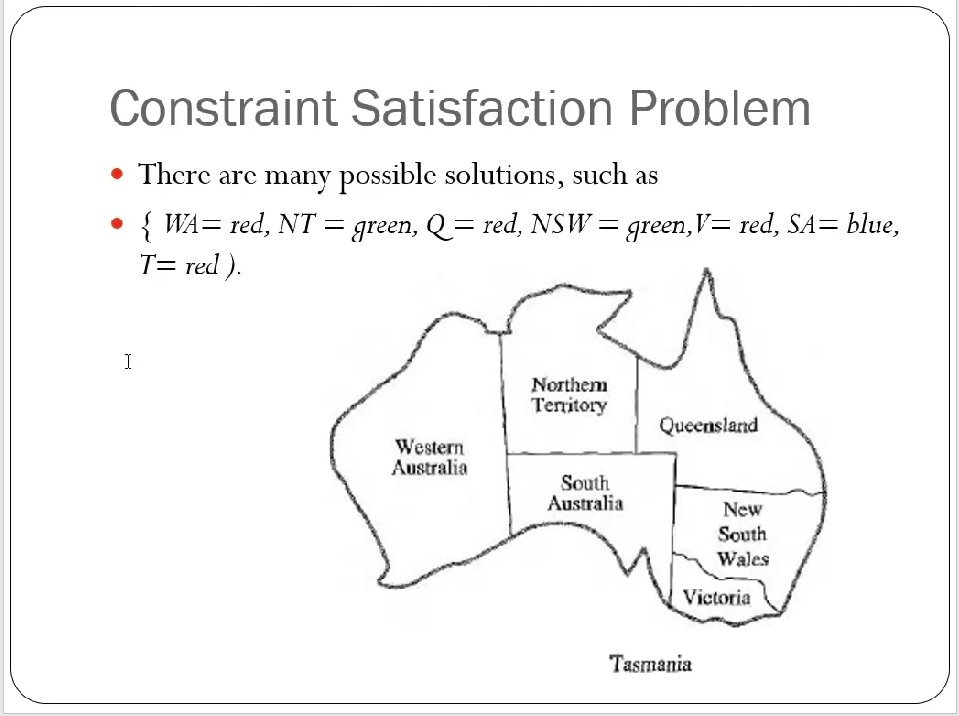 Constraint Satisfaction Problem
• There are many possible solutions, such as
• { WA= red, NT = green, Q = red, NSW = green,V= red, SA= blue,
T= red ).
Northern
Territory
Queensland
Western
Australia
South
Australia
New
South
Wales
Victoria
Tasmania